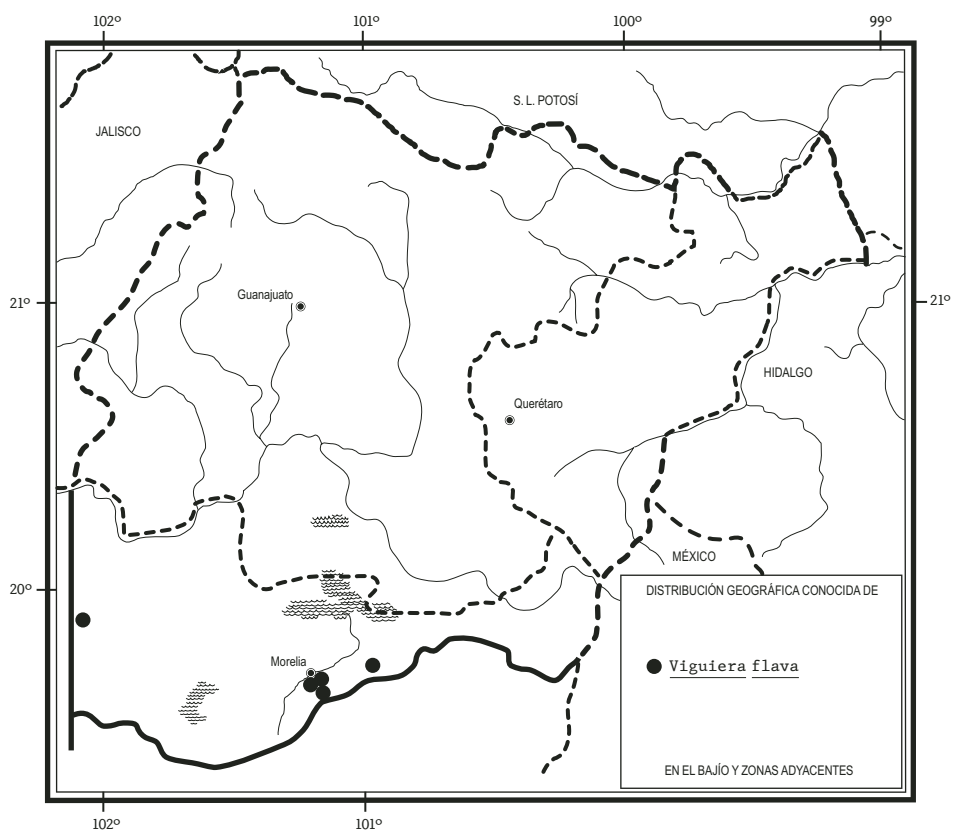 102º 101º 100º 99º
S. L. POTOSÍ
JALISCO
Guanajuato
21º 21º
HIDALGO
Querétaro
MÉXICO
20º
DISTRIBUCIÓN GEOGRÁFICA CONOCIDA DE
Morelia
Viguiera flava
EN EL BAJÍO Y ZONAS ADYACENTES
102º 101º